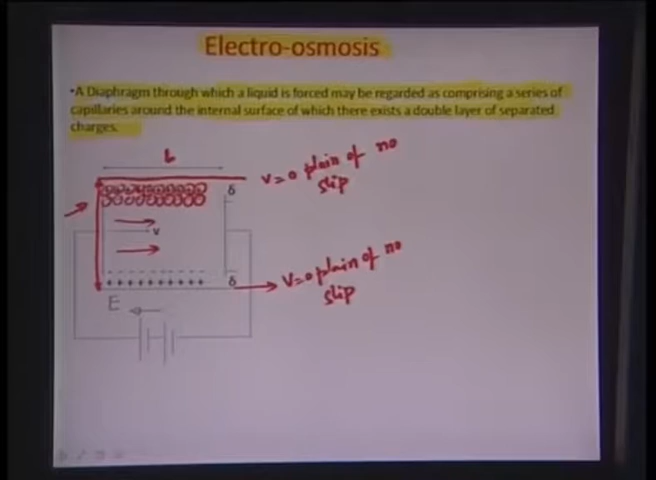 Electro-osmosis
•A Diaphragm through which a liquid is forced may be regarded as comprising a series of
capillaries around the internal surface of which there exists a double layer of separated
charges.
L
v=0 plain of no
slip
δ
v
v=0 plain of no
slip
δ
E